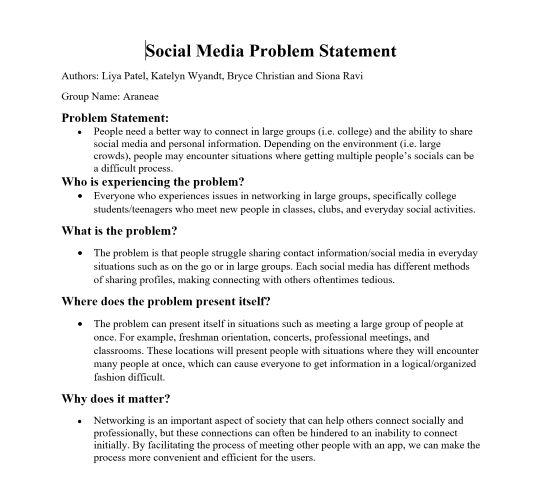 Social Media Problem Statement
Authors: Liya Patel, Katelyn Wyandt, Bryce Christian and Siona Ravi
Group Name: Araneae
Problem Statement:
• People need a better way to connect in large groups (i.e. college) and the ability to share
social media and personal information. Depending on the environment (i.e. large
crowds), people may encounter situations where getting multiple people's socials can be
a difficult process.
Who is experiencing the problem?
• Everyone who experiences issues in networking in large groups, specifically college
students/teenagers who meet new people in classes, clubs, and everyday social activities.
What is the problem?
• The problem is that people struggle sharing contact information/social media in everyday
situations such as on the go or in large groups. Each social media has different methods
of sharing profiles, making connecting with others oftentimes tedious.
Where does the problem present itself?
• The problem can present itself in situations such as meeting a large group of people at
once. For example, freshman orientation, concerts, professional meetings, and
classrooms. These locations will present people with situations where they will encounter
many people at once, which can cause everyone to get information in a logical/organized
fashion difficult.
Why does it matter?
• Networking is an important aspect of society that can help others connect socially and
professionally, but these connections can often be hindered to an inability to connect
initially. By facilitating the process of meeting other people with an app, we can make the
process more convenient and efficient for the users.